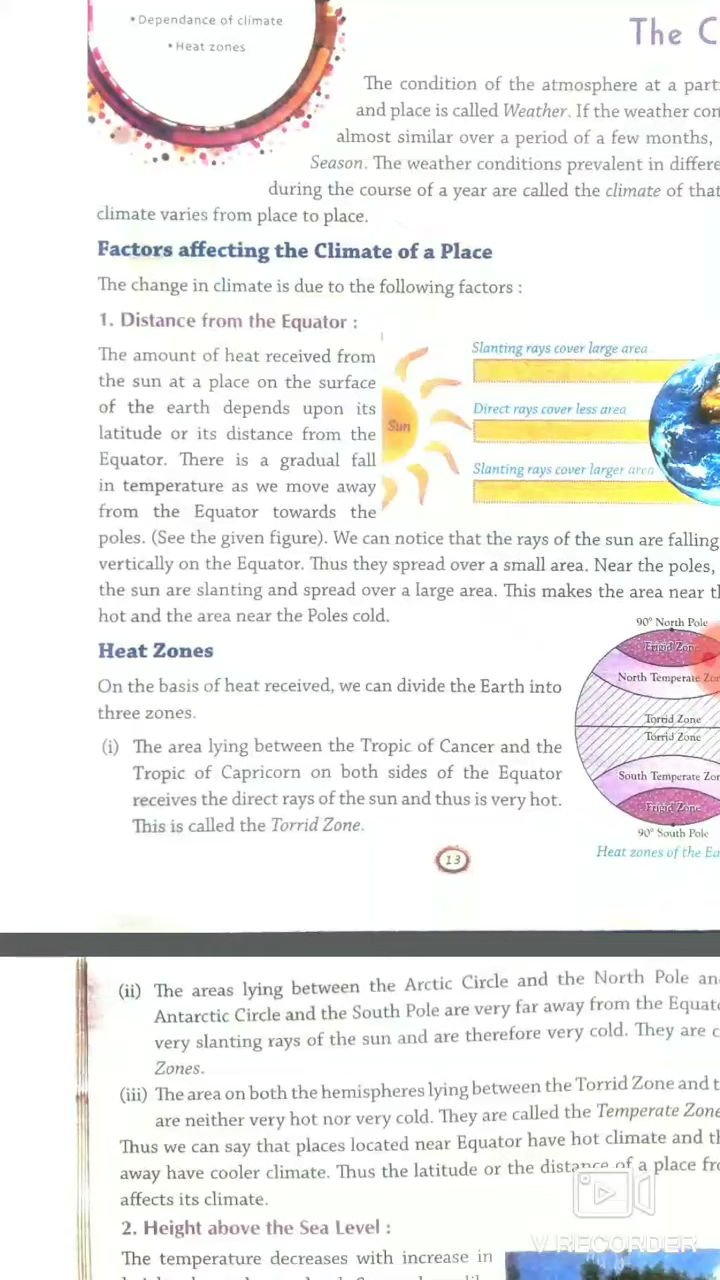 • Dependance of climate
• Heat zones
The C
The condition of the atmosphere at a part
and place is called Weather. If the weather con
almost similar over a period of a few months,
Season. The weather conditions prevalent in differe
during the course of a year are called the climate of that
climate varies from place to place.
Factors affecting the Climate of a Place
The change in climate is due to the following factors :
1. Distance from the Equator :
The amount of heat received from
the sun at a place on the surface
of the earth depends upon its
latitude or its distance from the
Equator. There is a gradual fall
in temperature as we move away
from the Equator towards the
Slanting rays cover large area
Direct rays cover less area
Sun
Slanting rays cover larger area
poles. (See the given figure). We can notice that the rays of the sun are falling
vertically on the Equator. Thus they spread over a small area. Near the poles,
the sun are slanting and spread over a large area. This makes the area near th
hot and the area near the Poles cold.
Heat Zones
On the basis of heat received, we can divide the Earth into
three zones.
(i) The area lying between the Tropic of Cancer and the
Tropic of Capricorn on both sides of the Equator
receives the direct rays of the sun and thus is very hot.
This is called the Torrid Zone.
90° North Pole
Frigid Zone
North Temperate Zon
Torrid Zone
Torrid Zone
South Temperate Zon
Frigid Zone
90° South Pole
Heat zones of the Ea
13
(ii) The areas lying between the Arctic Circle and the North Pole an
Antarctic Circle and the South Pole are very far away from the Equat
very slanting rays of the sun and are therefore very cold. They are c
Zones.
(iii) The area on both the hemispheres lying between the Torrid Zone and t
are neither very hot nor very cold. They are called the Temperate Zone
Thus we can say that places located near Equator have hot climate and th
away have cooler climate. Thus the latitude or the distance of a place fro
affects its climate.
2. Height above the Sea Level :
The temperature decreases with increase in
V RECORDER